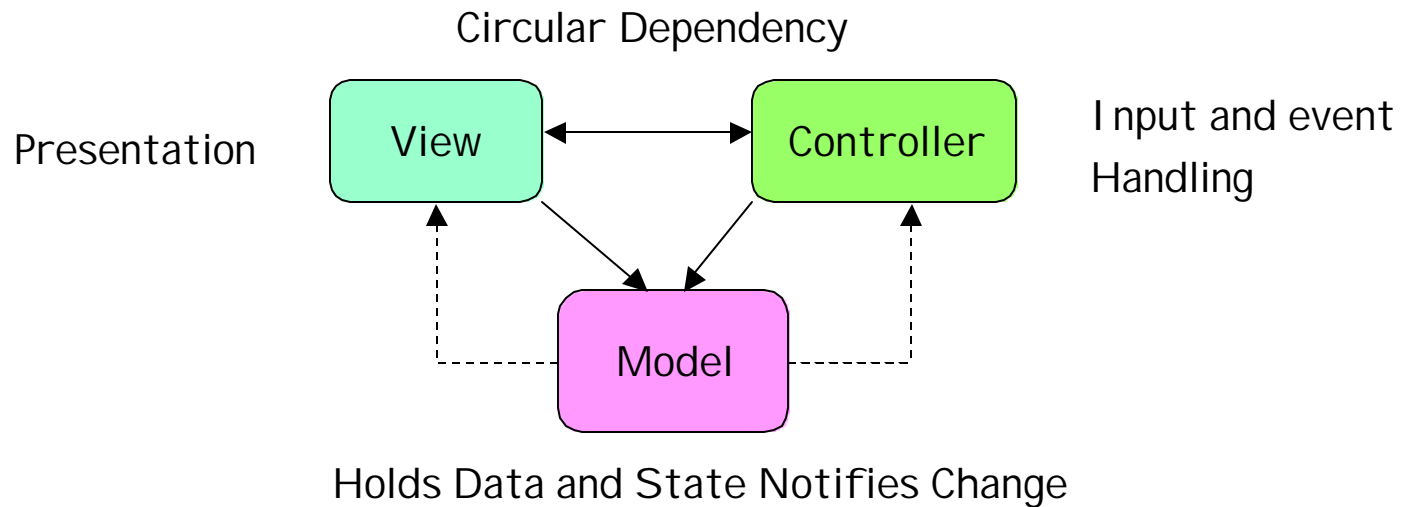 Circular Dependency
Presentation
View
Controller
Input and event
Handling
Model
Holds Data and State Notifies Change